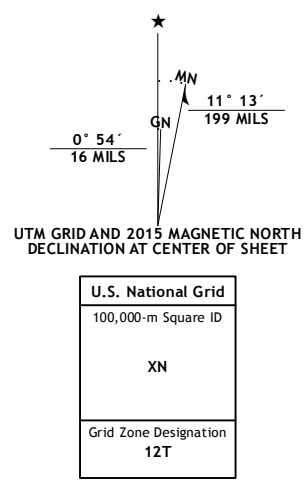 MN
GN
11° 13´
199 MILS
0° 54´
16 MILS
UTM GRID AND 2015 MAGNETIC NORTH
DECLINATION AT CENTER OF SHEET
U.S. National Grid
100,000-m Square ID
XN
Grid Zone Designation
12T